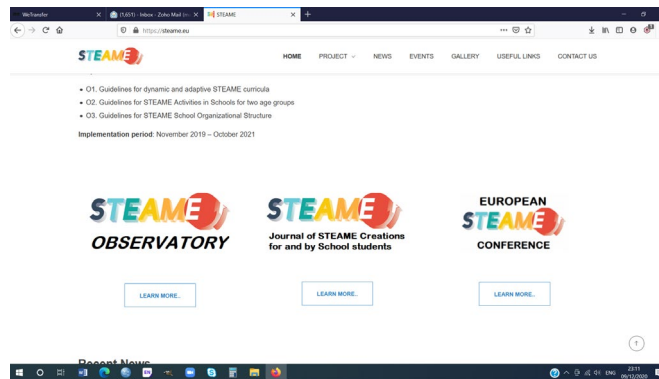 WeTransfer
(1,651) - Inbox - Zoho Mail (m
STEAME
https://steame.eu
STEAME
HOME
PROJECT
NEWS
EVENTS
GALLERY
USEFUL LINKS
CONTACT US
• O1. Guidelines for dynamic and adaptive STEAME curricula
• O2. Guidelines for STEAME Activities in Schools for two age groups
• O3. Guidelines for STEAME School Organizational Structure
Implementation period: November 2019 – October 2021
STEAME
OBSERVATORY
LEARN MORE..
STEAME
Journal of STEAME Creations
for and by School students
LEARN MORE..
EUROPEAN
STEAME
CONFERENCE
LEARN MORE..
Recent News
ENG
23:11
09/12/2020